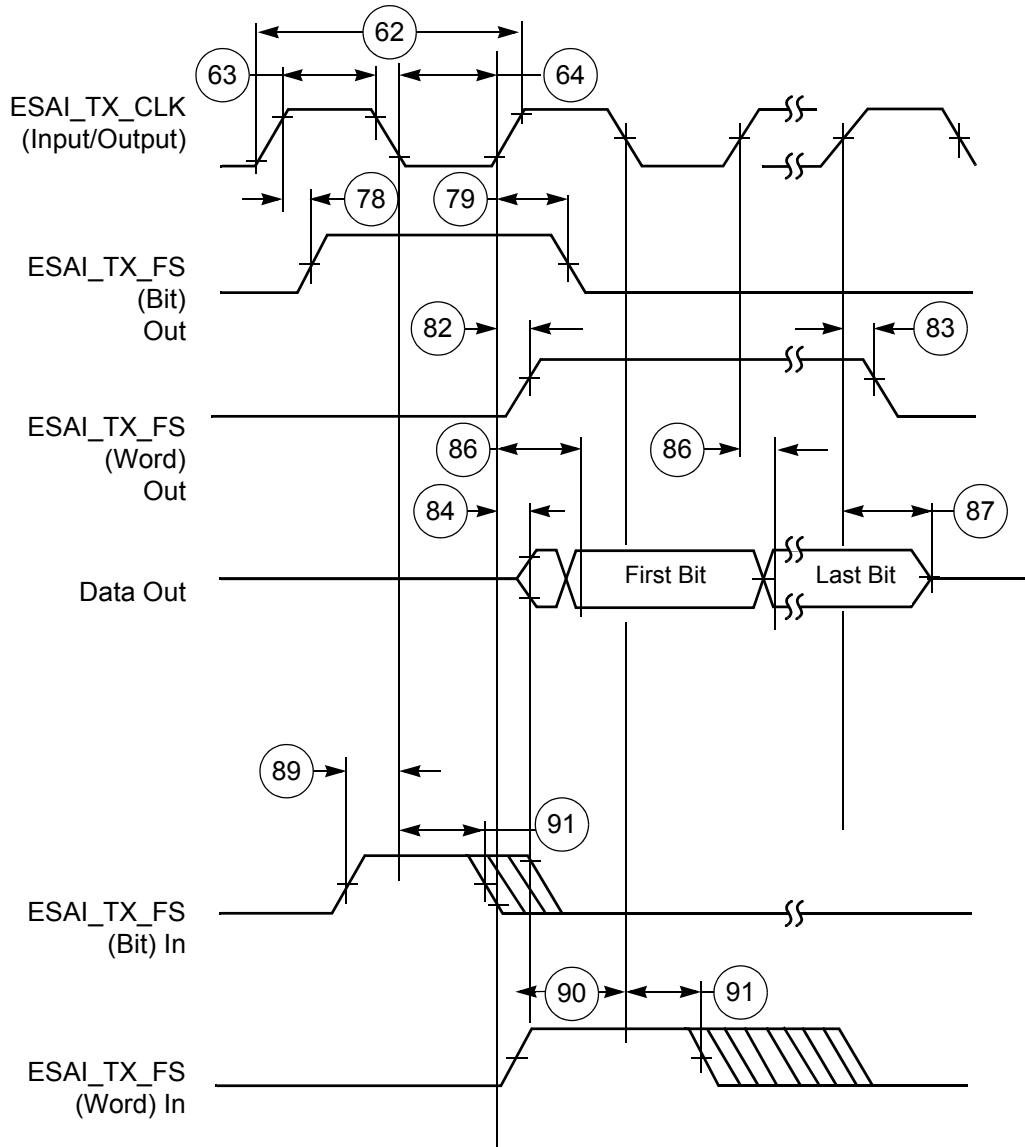 62
63
64
ESAI_TX_CLK
(Input/Output)
78
79
ESAI_TX_FS
(Bit)
Out
82
83
ESAI_TX_FS
(Word)
Out
86
86
84
87
Data Out
First Bit
Last Bit
89
91
ESAI_TX_FS
(Bit) In
90
91
ESAI_TX_FS
(Word) In